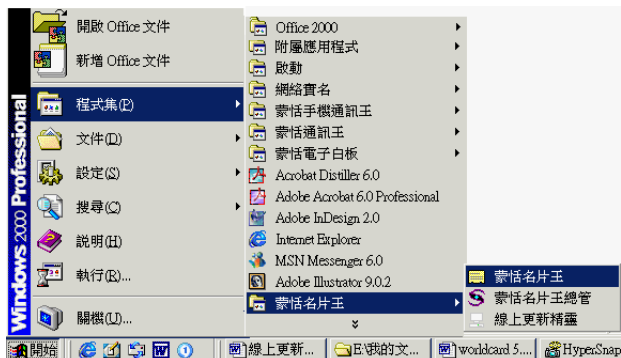 開啟 Office 文件
新增 Office 文件
程式集(P)
文件(D)
設定(S)
搜尋(C)
說明(H)
執行(R)...
關機(U)...
Windows 2000 Professional
Office 2000
附屬應用程式
啟動
網絡實名
蒙恬手機通訊王
蒙恬通訊王
蒙恬電子白板
Acrobat Distiller 6.0
Adobe Acrobat 6.0 Professional
Adobe InDesign 2.0
Internet Explorer
MSN Messenger 6.0
Adobe Illustrator 9.0.2
蒙恬名片王
蒙恬名片王
蒙恬名片王總管
線上更新精靈
開始
線上更新...
E:\我的文...
worldcard 5....
HyperSnap